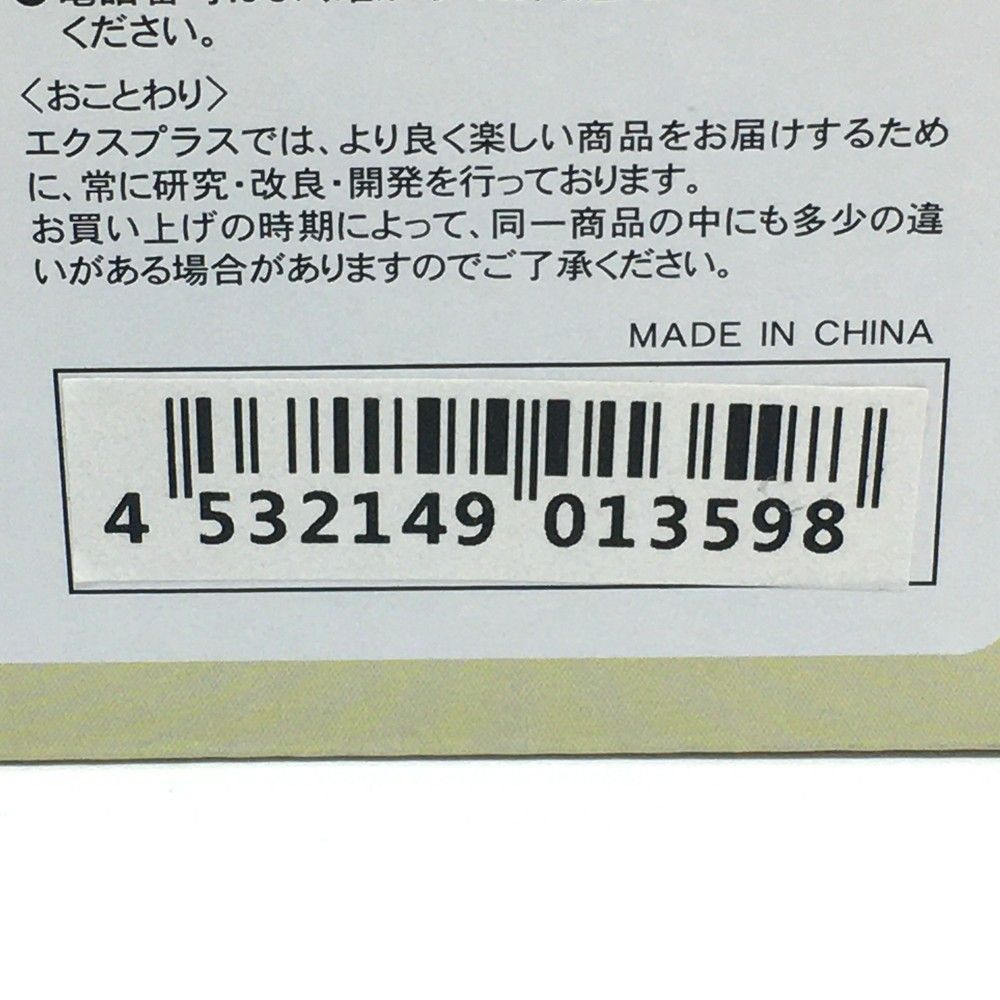 ください。
〈おことわり〉
エクスプラスでは、より良く楽しい商品をお届けするため
に、常に研究・改良・開発を行っております。
お買い上げの時期によって、同一商品の中にも多少の違
いがある場合がありますのでご了承ください。
MADE IN CHINA
4 532149 013598